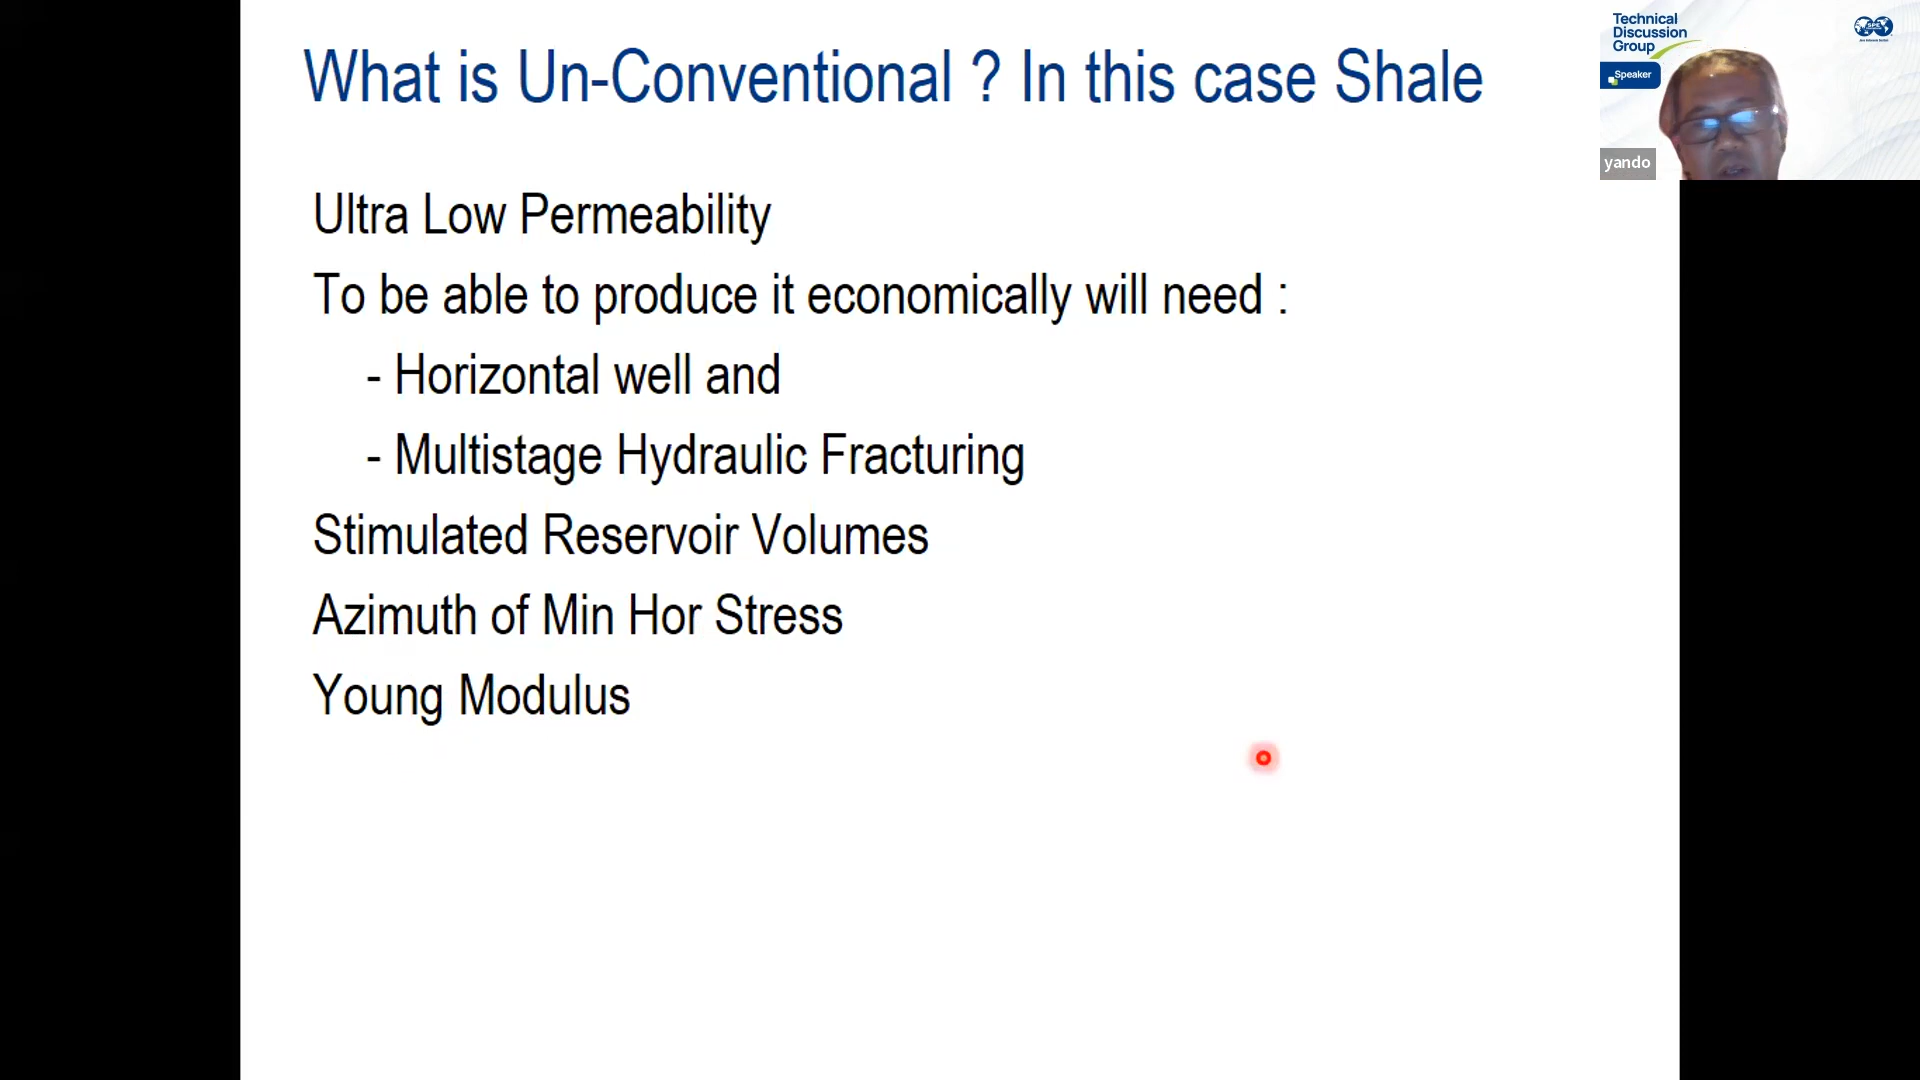 What is Un-Conventional ? In this case Shale
Ultra Low Permeability
To be able to produce it economically will need :
- Horizontal well and
- Multistage Hydraulic Fracturing
Stimulated Reservoir Volumes
Azimuth of Min Hor Stress
Young Modulus
Technical
Discussion
Group
Speaker
yando
SPE